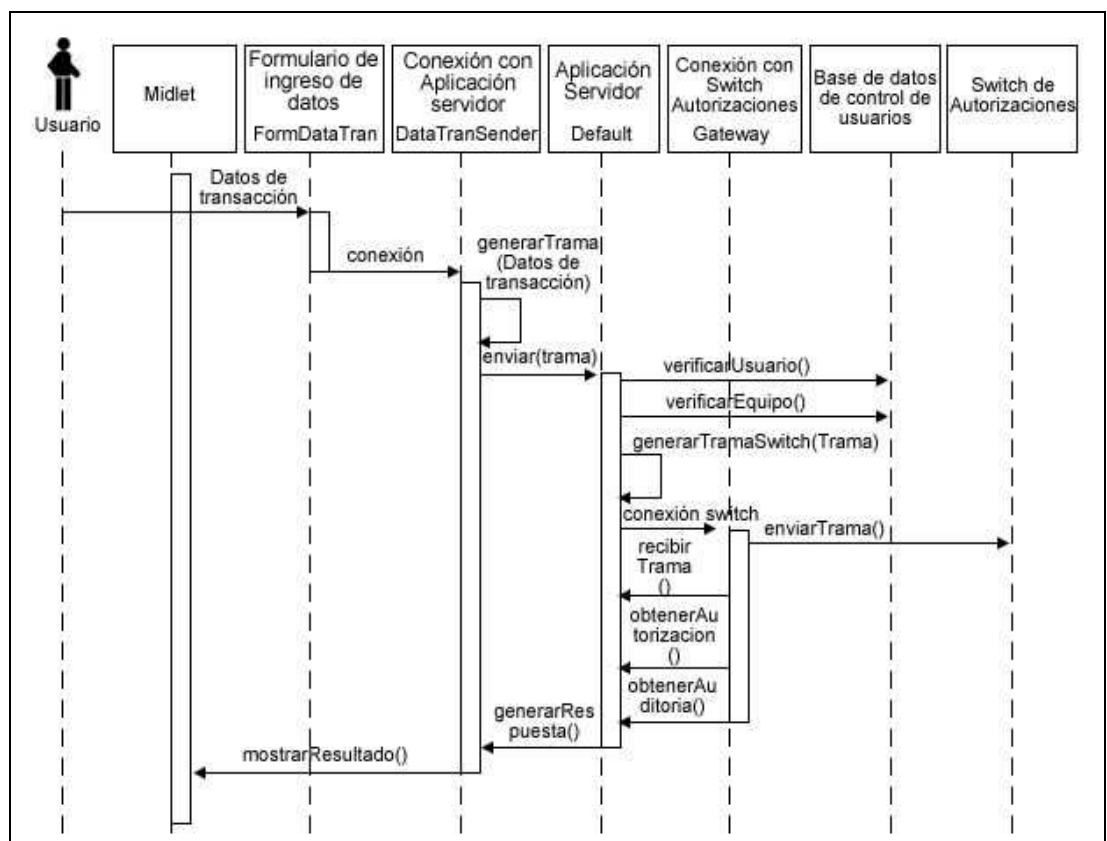 Usuario
Midlet
Formulario de
ingreso de
datos
FormDataTran
Conexión con
Aplicación
servidor
DataTranSender
Aplicación
Servidor
Default
Conexión con
Switch
Autorizaciones
Gateway
Base de datos
de control de
usuarios
Switch de
Autorizaciones
Datos de
transacción
conexión
generarTrama
(Datos de
transacción)
enviar(trama)
verificarUsuario()
verificarEquipo()
generarTramaSwitch(Trama)
conexión switch
enviarTrama()
recibir
Trama
()
obtenerAu
torizacion
()
obtenerAu
ditoria()
generarRes
puesta()
mostrarResultado()